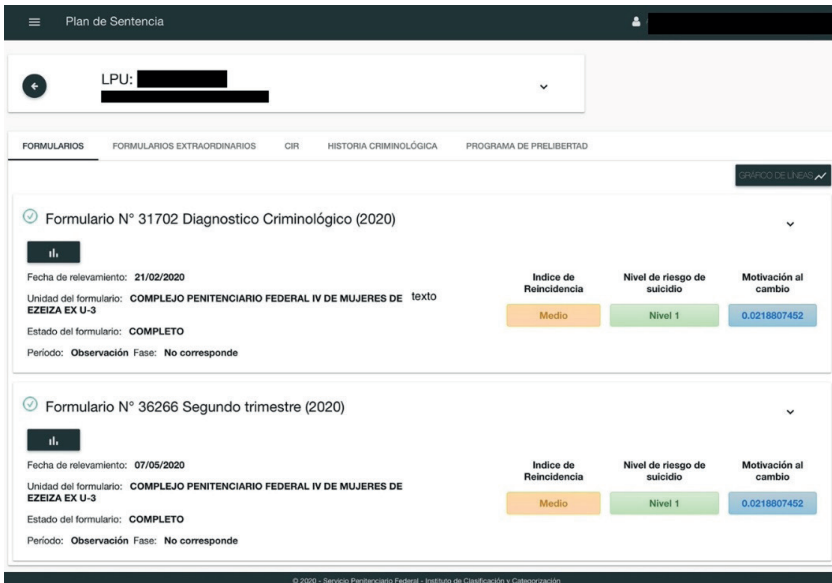 Plan de Sentencia
LPU:
FORMULARIOS FORMULARIOS EXTRAORDINARIOS CIR HISTORIA CRIMINOLÓGICA PROGRAMA DE PRELIBERTAD
GRÁFICO DE LINEAS
Formulario N° 31702 Diagnostico Criminológico (2020)
Fecha de relevamiento: 21/02/2020
Unidad del formulario: COMPLEJO PENITENCIARIO FEDERAL IV DE MUJERES DE texto
EZEIZA EX U-3
Estado del formulario: COMPLETO
Período: Observación Fase: No corresponde
Indice de
Reincidencia
Medio
Nivel de riesgo de
suicidio
Nivel 1
Motivación al
cambio
0.0218807452
Formulario N° 36266 Segundo trimestre (2020)
Fecha de relevamiento: 07/05/2020
Unidad del formulario: COMPLEJO PENITENCIARIO FEDERAL IV DE MUJERES DE
EZEIZA EX U-3
Estado del formulario: COMPLETO
Período: Observación Fase: No corresponde
Indice de
Reincidencia
Medio
Nivel de riesgo de
suicidio
Nivel 1
Motivación al
cambio
0.0218807452
© 2020 - Servicio Penitenciario Federal - Instituto de Clasificación y Categorización